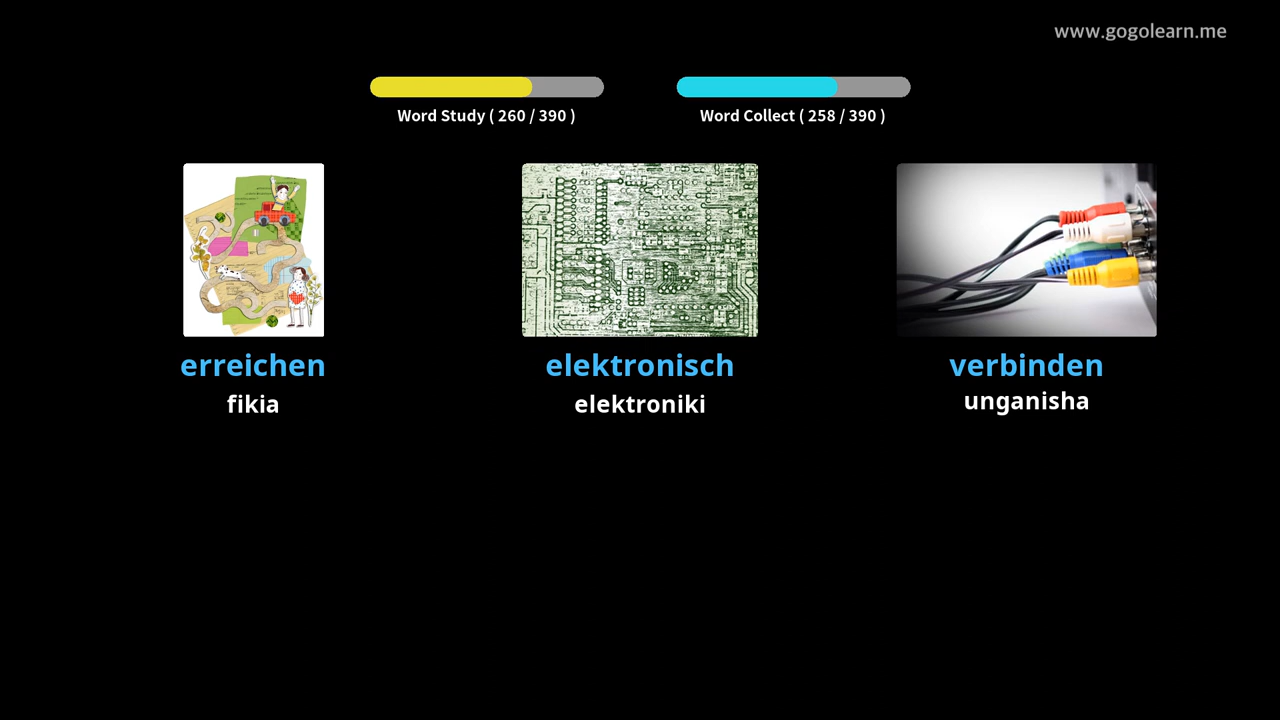 www.gogolearn.me
Word Study ( 260 / 390 )
Word Collect ( 258 / 390 )
erreichen
fikia
elektronisch
elektroniki
verbinden
unganisha